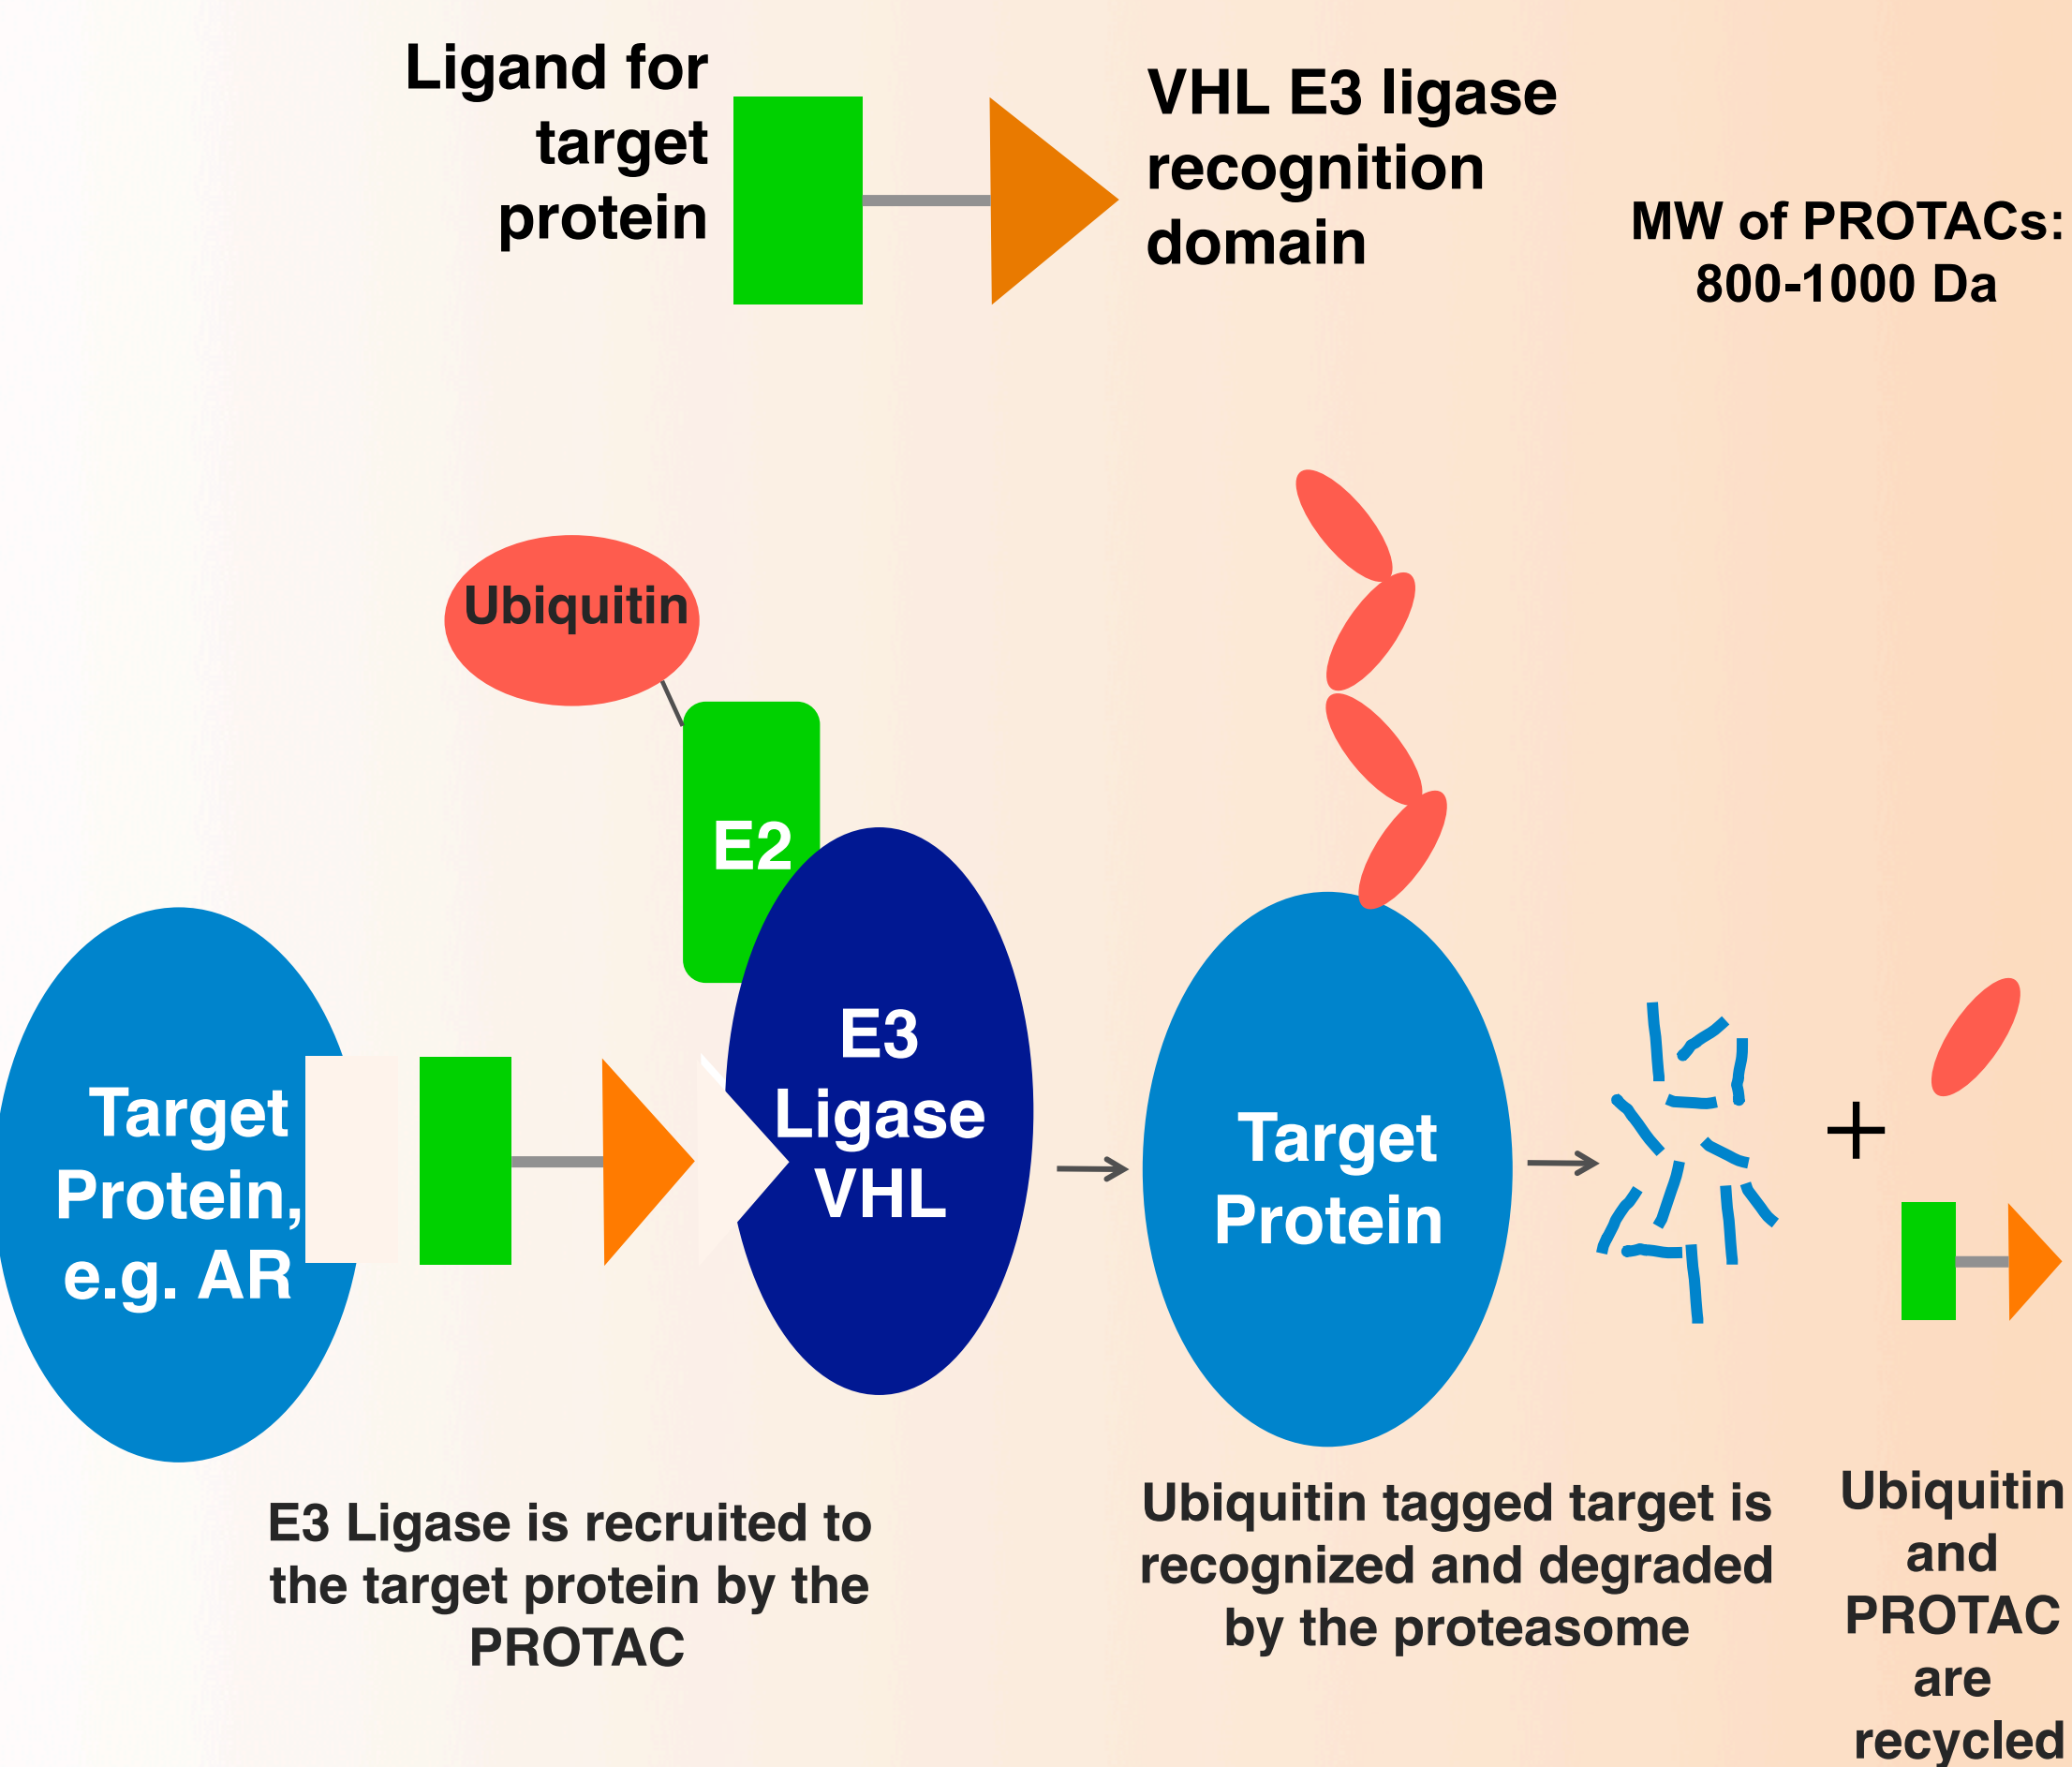 Ligand for
target
protein
VHL E3 ligase
recognition
domain
MW of PROTACs:
800-1000 Da
Ubiquitin
E2
E3
Ligase
VHL
Target
Protein,
e.g. AR
Target
Protein
E3 Ligase is recruited to
the target protein by the
PROTAC
Ubiquitin tagged target is
recognized and degraded
by the proteasome
Ubiquitin
and
PROTAC
are
recycled